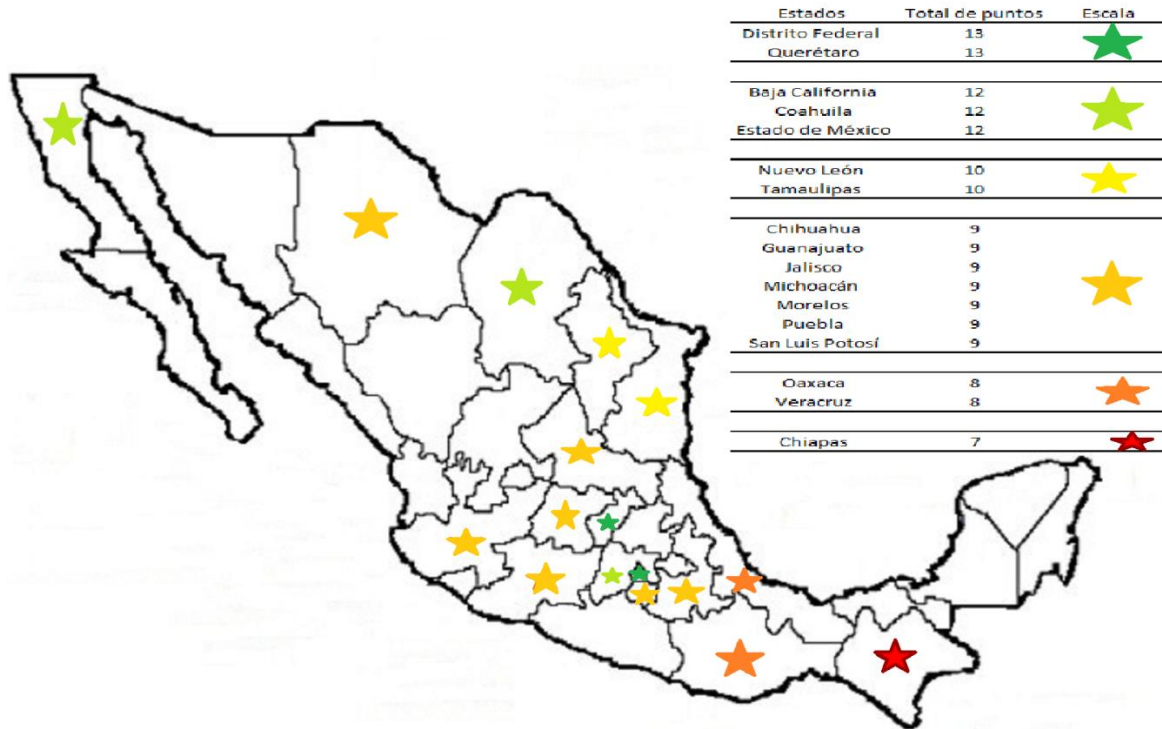 Estados Total de puntos Escala
Distrito Federal 13
Querétaro 13
Baja California 12
Coahuila 12
Estado de México 12
Nuevo León 10
Tamaulipas 10
Chihuahua 9
Guanajuato 9
Jalisco 9
Michoacán 9
Morelos 9
Puebla 9
San Luis Potosí 9
Oaxaca 8
Veracruz 8
Chiapas 7